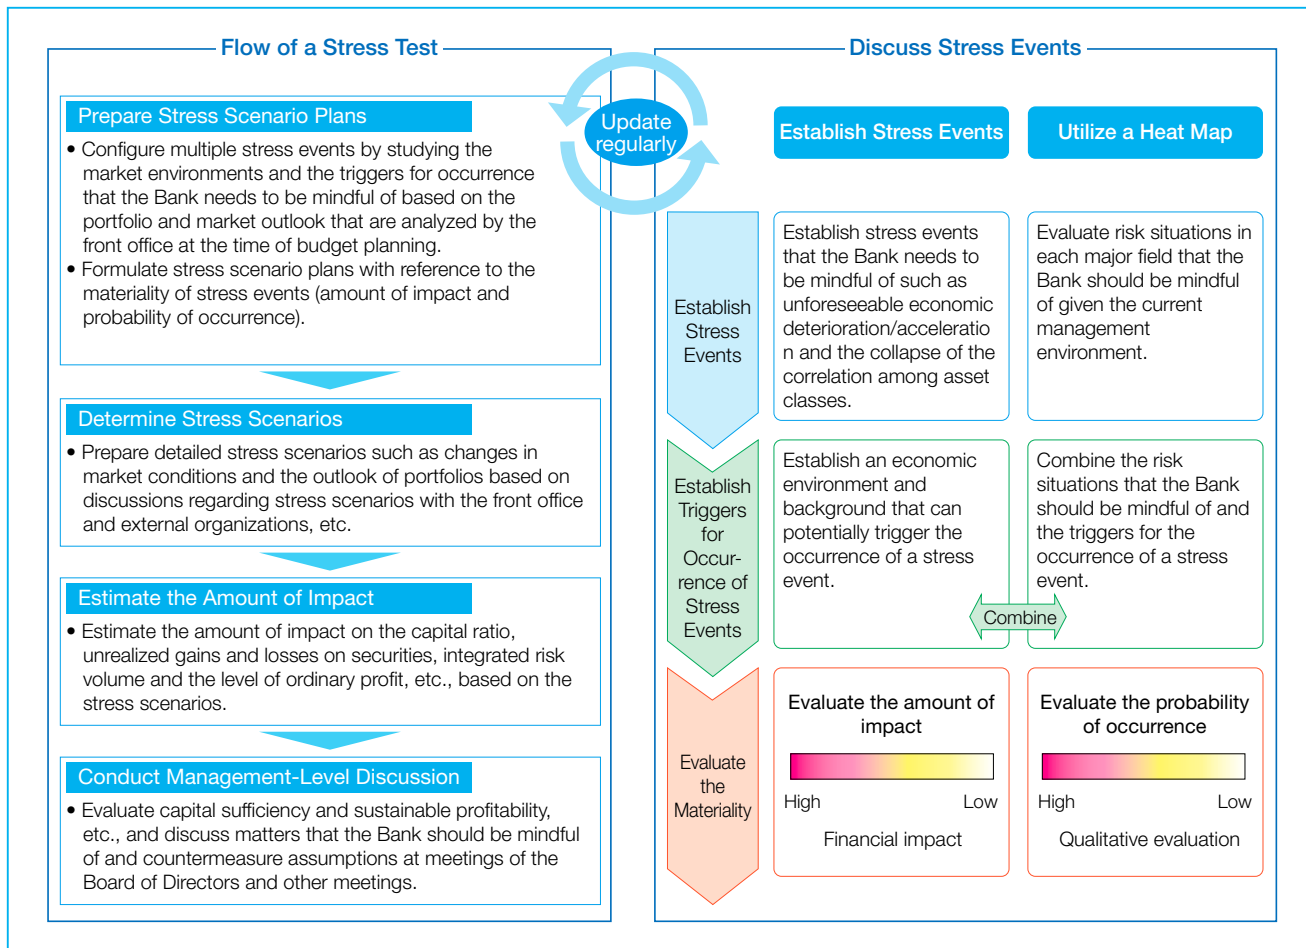 Flow of a Stress Test
Prepare Stress Scenario Plans
• Configure multiple stress events by studying the
market environments and the triggers for occurrence
that the Bank needs to be mindful of based on the
portfolio and market outlook that are analyzed by the
front office at the time of budget planning.
• Formulate stress scenario plans with reference to the
materiality of stress events (amount of impact and
probability of occurrence).
Determine Stress Scenarios
• Prepare detailed stress scenarios such as changes in
market conditions and the outlook of portfolios based on
discussions regarding stress scenarios with the front office
and external organizations, etc.
Estimate the Amount of Impact
• Estimate the amount of impact on the capital ratio,
unrealized gains and losses on securities, integrated risk
volume and the level of ordinary profit, etc., based on the
stress scenarios.
Conduct Management-Level Discussion
• Evaluate capital sufficiency and sustainable profitability,
etc., and discuss matters that the Bank should be mindful
of and countermeasure assumptions at meetings of the
Board of Directors and other meetings.
Update
regularly
Discuss Stress Events
Establish Stress Events
Utilize a Heat Map
Establish
Stress
Events
Establish stress events
that the Bank needs to
be mindful of such as
unforeseeable economic
deterioration/acceleratio
n and the collapse of the
correlation among asset
classes.
Evaluate risk situations in
each major field that the
Bank should be mindful
of given the current
management
environment.
Establish
Triggers
for
Occur-
rence of
Stress
Events
Establish an economic
environment and
background that can
potentially trigger the
occurrence of a stress
event.
Combine the risk
situations that the Bank
should be mindful of and
the triggers for the
occurrence of a stress
event.
Combine
Evaluate
the
Materiality
Evaluate the amount of
impact
High Low
Financial impact
Evaluate the probability
of occurrence
High Low
Qualitative evaluation